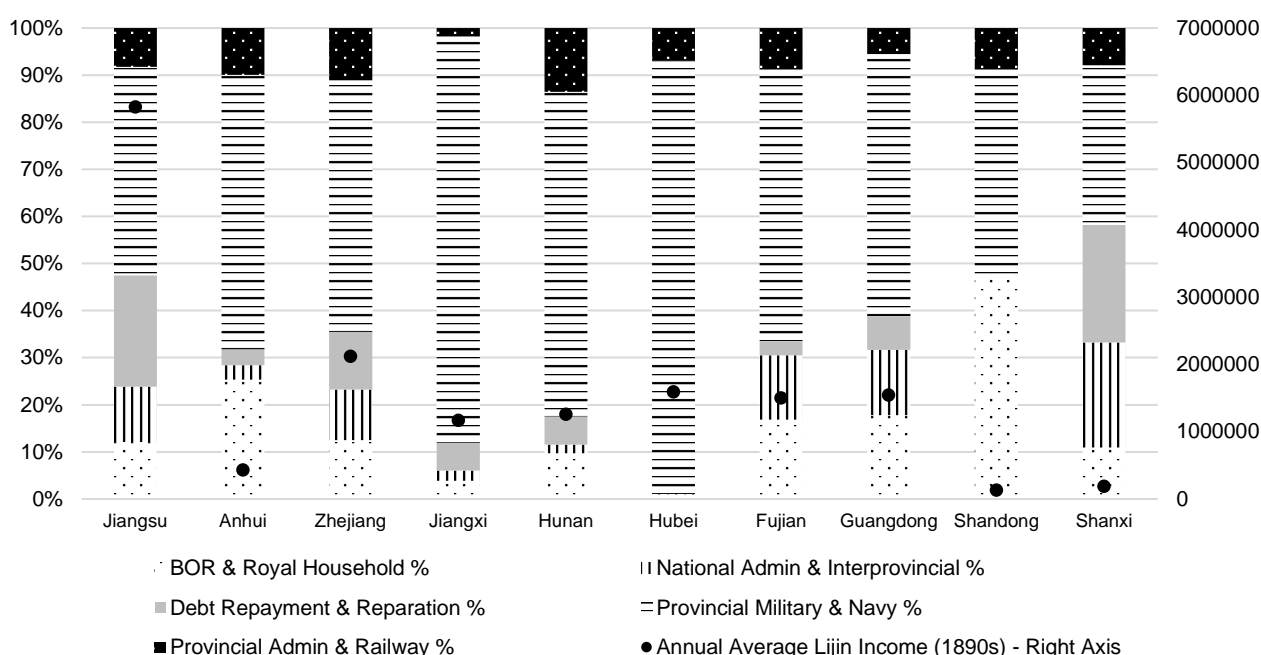 100% 7000000
90% 6000000
80%
70% 5000000
60% 4000000
50%
40% 3000000
30% 2000000
20%
10% 1000000
0% 0
Jiangsu Anhui Zhejiang Jiangxi Hunan Hubei Fujian Guangdong Shandong Shanxi
BOR & Royal Household % National Admin & Interprovincial %
Debt Repayment & Reparation % Provincial Military & Navy %
Provincial Admin & Railway % Annual Average Lijin Income (1890s) - Right Axis